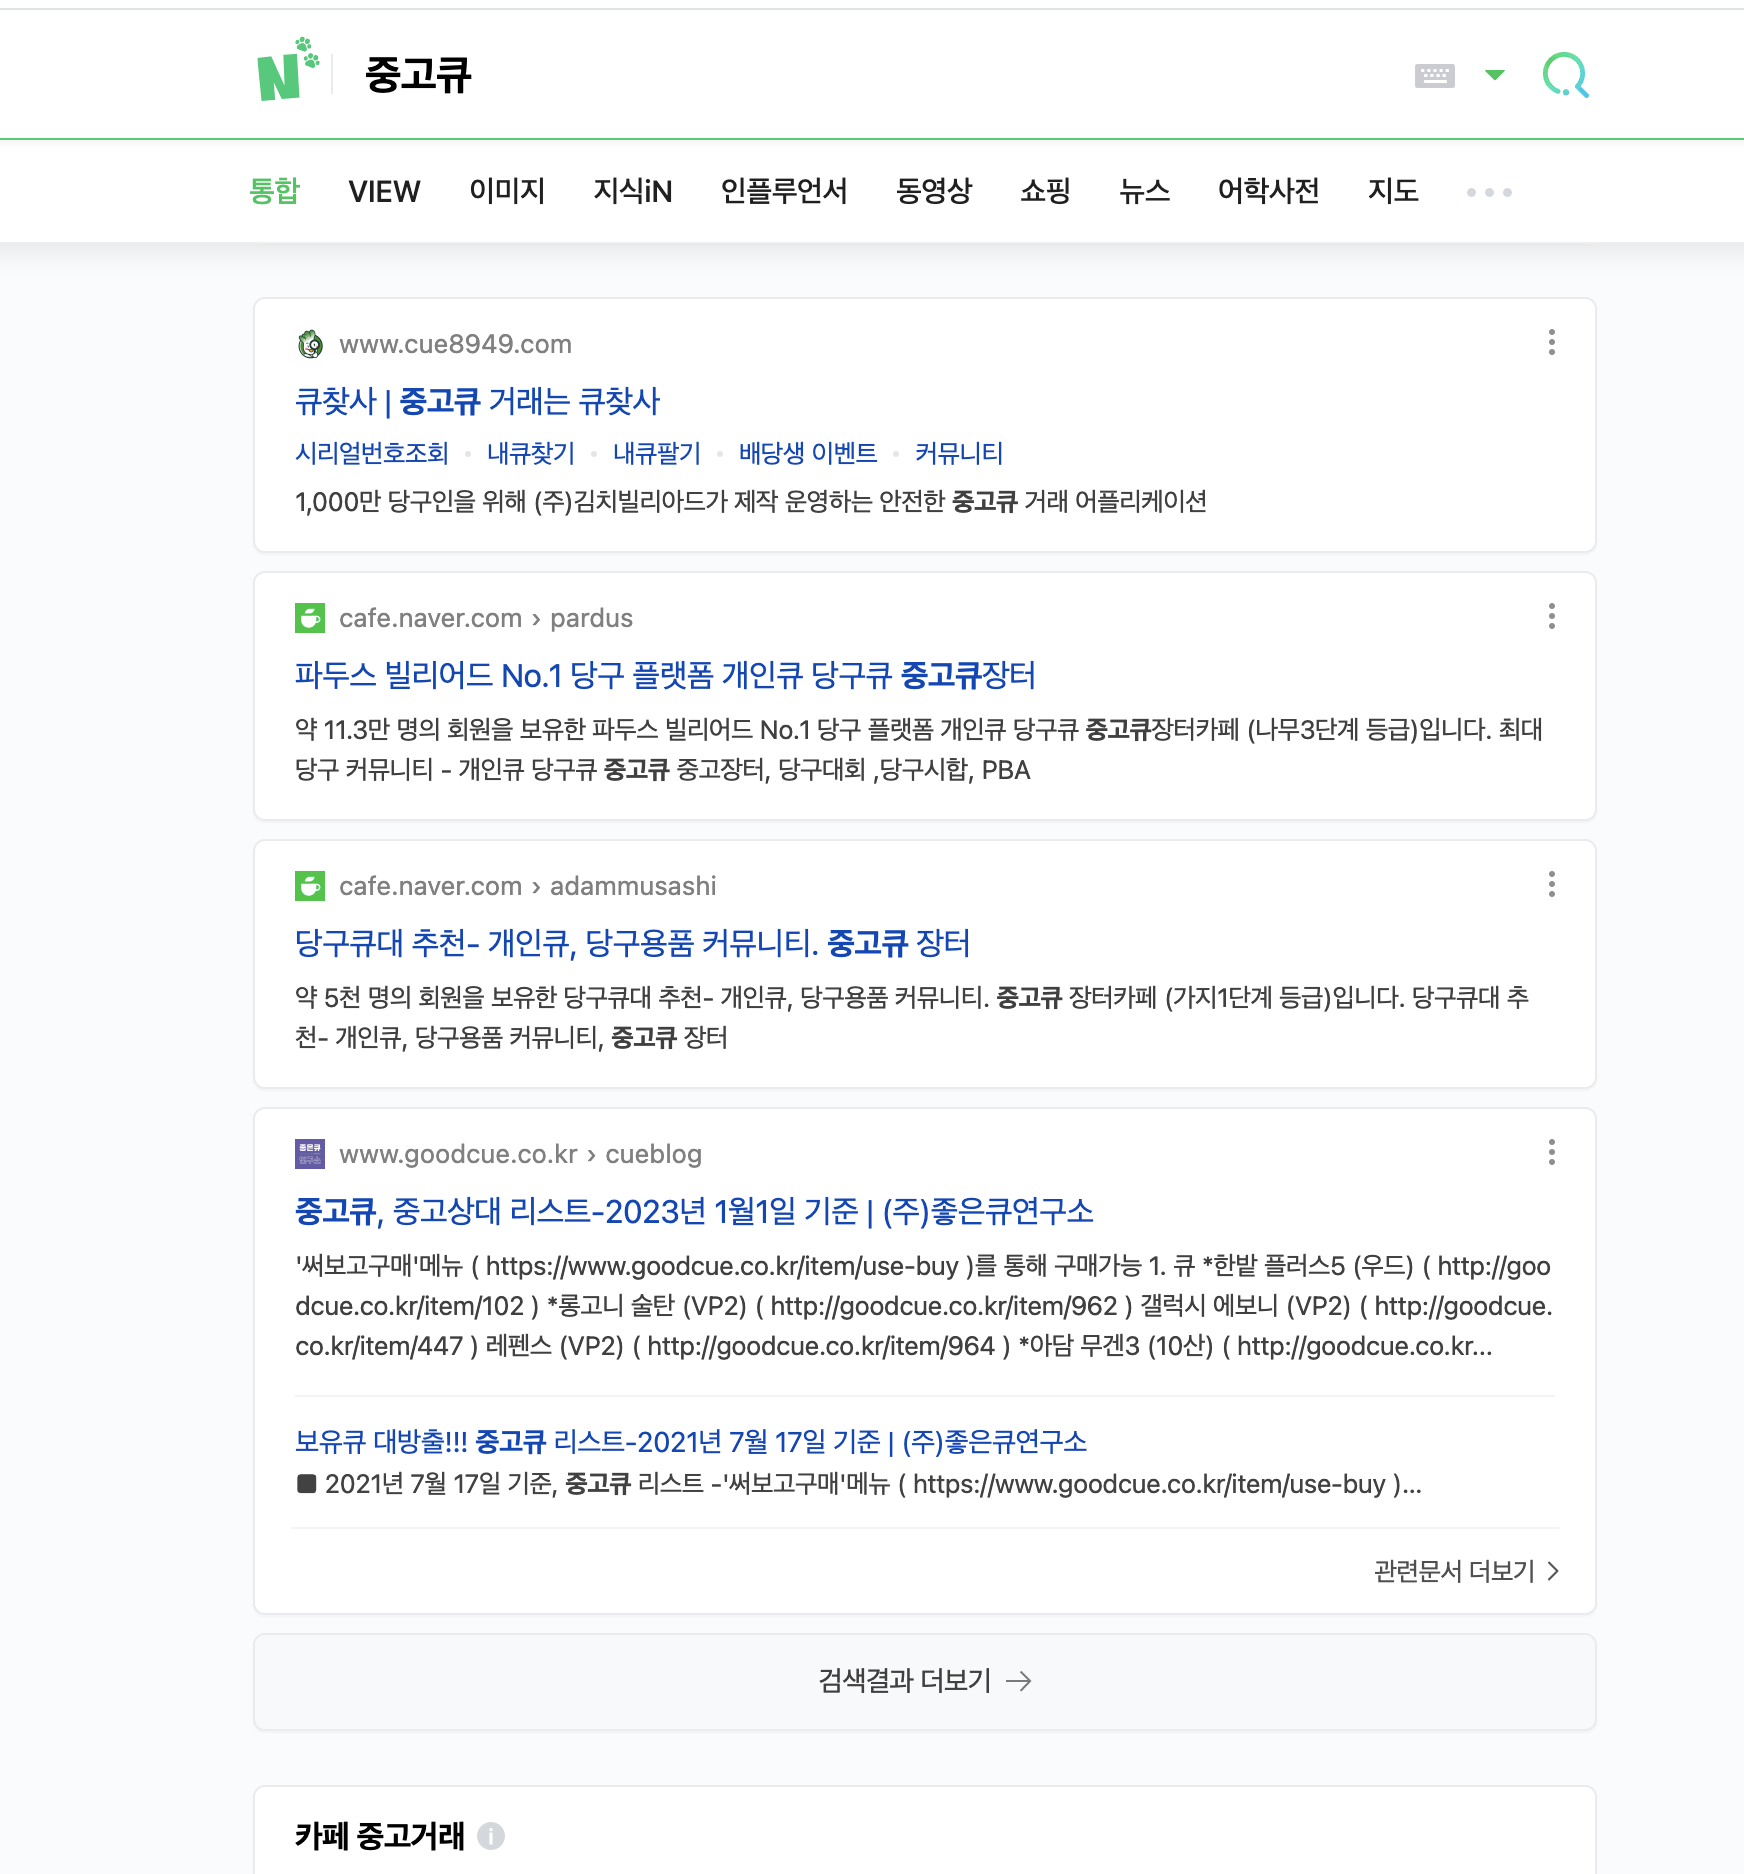 중고큐
통합 VIEW 이미지 지식iN 인플루언서 동영상 쇼핑 뉴스 어학사전 지도
www.cue8949.com
큐찾사 | 중고큐 거래는 큐찾사
시리얼번호조회 · 내큐찾기 · 내큐팔기 · 배당생 이벤트 · 커뮤니티
1,000만 당구인을 위해 (주)김치빌리아드가 제작 운영하는 안전한 중고큐 거래 어플리케이션
cafe.naver.com › pardus
파두스 빌리어드 No.1 당구 플랫폼 개인큐 당구큐 중고큐장터
약 11.3만 명의 회원을 보유한 파두스 빌리어드 No.1 당구 플랫폼 개인큐 당구큐 중고큐장터카페 (나무3단계 등급)입니다. 최대
당구 커뮤니티 - 개인큐 당구큐 중고큐 중고장터, 당구대회 ,당구시합, PBA
cafe.naver.com › adammusashi
당구큐대 추천- 개인큐, 당구용품 커뮤니티. 중고큐 장터
약 5천 명의 회원을 보유한 당구큐대 추천- 개인큐, 당구용품 커뮤니티. 중고큐 장터카페 (가지1단계 등급)입니다. 당구큐대 추
천- 개인큐, 당구용품 커뮤니티, 중고큐 장터
www.goodcue.co.kr › cueblog
중고큐, 중고상대 리스트-2023년 1월1일 기준 | (주)좋은큐연구소
'써보고구매'메뉴 ( https://www.goodcue.co.kr/item/use-buy )를 통해 구매가능 1. 큐 *한밭 플러스5 (우드) ( http://goo
dcue.co.kr/item/102 ) *롱고니 술탄 (VP2) ( http://goodcue.co.kr/item/962 ) 갤럭시 에보니 (VP2) ( http://goodcue.
co.kr/item/447 ) 레펜스 (VP2) ( http://goodcue.co.kr/item/964 ) *아담 무겐3 (10산) ( http://goodcue.co.kr...
보유큐 대방출!!! 중고큐 리스트-2021년 7월 17일 기준 | (주)좋은큐연구소
■ 2021년 7월 17일 기준, 중고큐 리스트 -'써보고구매'메뉴 ( https://www.goodcue.co.kr/item/use-buy )...
관련문서 더보기
검색결과 더보기
카페 중고거래